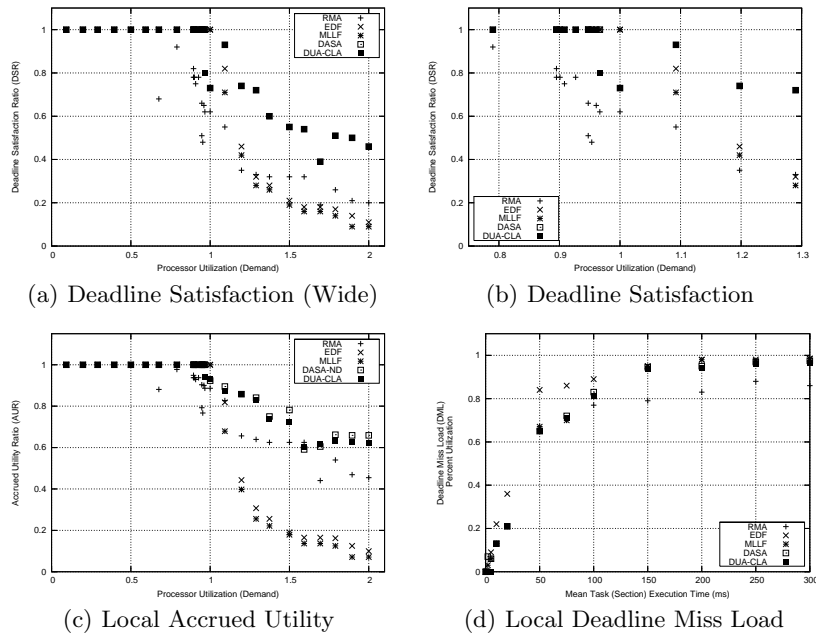 Deadline Satisfaction Ratio (DSR)
1
0.8
0.6
0.4
0.2
0
0 0.5 1 1.5 2
Processor Utilization (Demand)
RMA
EDF
MLLF
DASA
DUA-CLA
(a) Deadline Satisfaction (Wide)
Deadline Satisfaction Ratio (DSR)
1
0.8
0.6
0.4
0.2
0
0.8 0.9 1 1.1 1.2 1.3
Processor Utilization (Demand)
RMA
EDF
MLLF
DASA
DUA-CLA
(b) Deadline Satisfaction
Accrued Utility Ratio (AUR)
1
0.8
0.6
0.4
0.2
0
0 0.5 1 1.5 2
Processor Utilization (Demand)
RMA
EDF
MLLF
DASA-ND
DUA-CLA
(c) Local Accrued Utility
Deadline Miss Load (DML)
Percent Utilization
1
0.8
0.6
0.4
0.2
0
0 50 100 150 200 250 300
Mean Task (Section) Execution Time (ms)
RMA
EDF
MLLF
DASA
DUA-CLA
(d) Local Deadline Miss Load